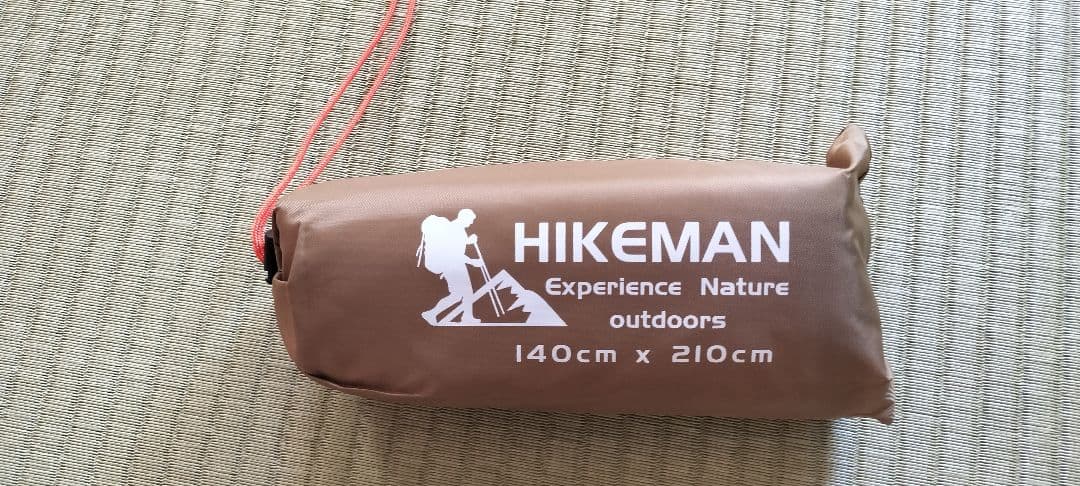 HIKEMAN
Experience Nature
outdoors
140cm x 210cm